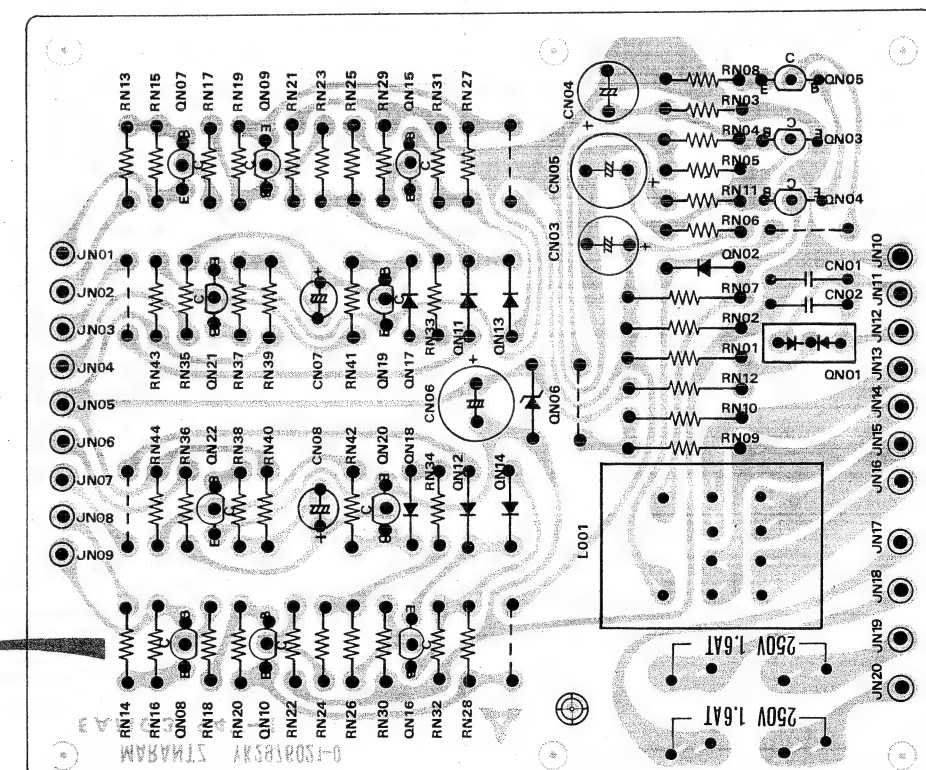 RN13 RN15 QN07 RN17 RN19 QN09 RN21 RN23 RN25 RN29 QN15 RN31 RN27
B E B
C C C
E B E
CN04
+
CN05
+
CN03
+
RN08 E C B QN05
RN03
RN04 B C E QN03
RN05
RN11 B C E QN04
RN06
QN02
RN07
RN02
RN01
RN12
RN10
RN09
CN01
CN02
QN01
JN01
JN02
JN03
JN04
JN05
JN06
JN07
JN08
JN09
E + B
C C
B E
RN43 RN35 QN21 RN37 RN39 CN07 RN41 QN19 QN17 RN33 QN11 QN13
CN06
QN06
RN44 RN36 QN22 RN38 RN40 CN08 RN42 QN20 QN18 RN34 QN12 QN14
B E
C C
E + B
L001
B B E
C C C
E E B
RN14 RN16 QN08 RN18 RN20 QN10 RN22 RN24 RN26 RN30 QN16 RN32 RN28
JN10
JN11
JN12
JN13
JN14
JN15
JN16
JN17
JN18
JN19
JN20
250V 1.6AT
250V 1.6AT
MARANTZ YK2976021-0